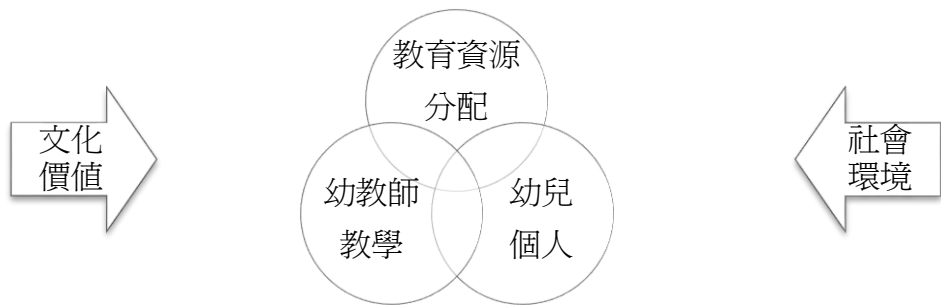 教育資源
分配
文化
價值
社會
環境
幼教師
教學
幼兒
個人